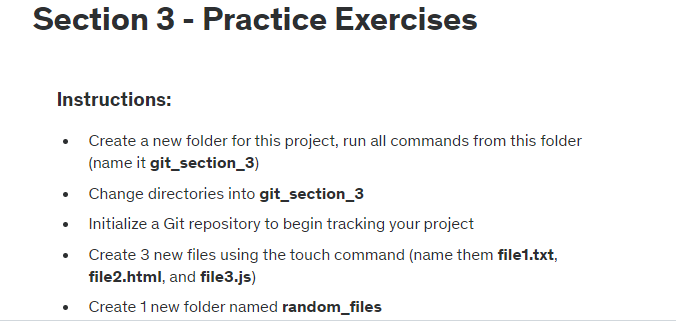 Section 3 - Practice Exercises
Instructions:
• Create a new folder for this project, run all commands from this folder
(name it git_section_3)
• Change directories into git_section_3
• Initialize a Git repository to begin tracking your project
• Create 3 new files using the touch command (name them file1.txt,
file2.html, and file3.js)
• Create 1 new folder named random_files